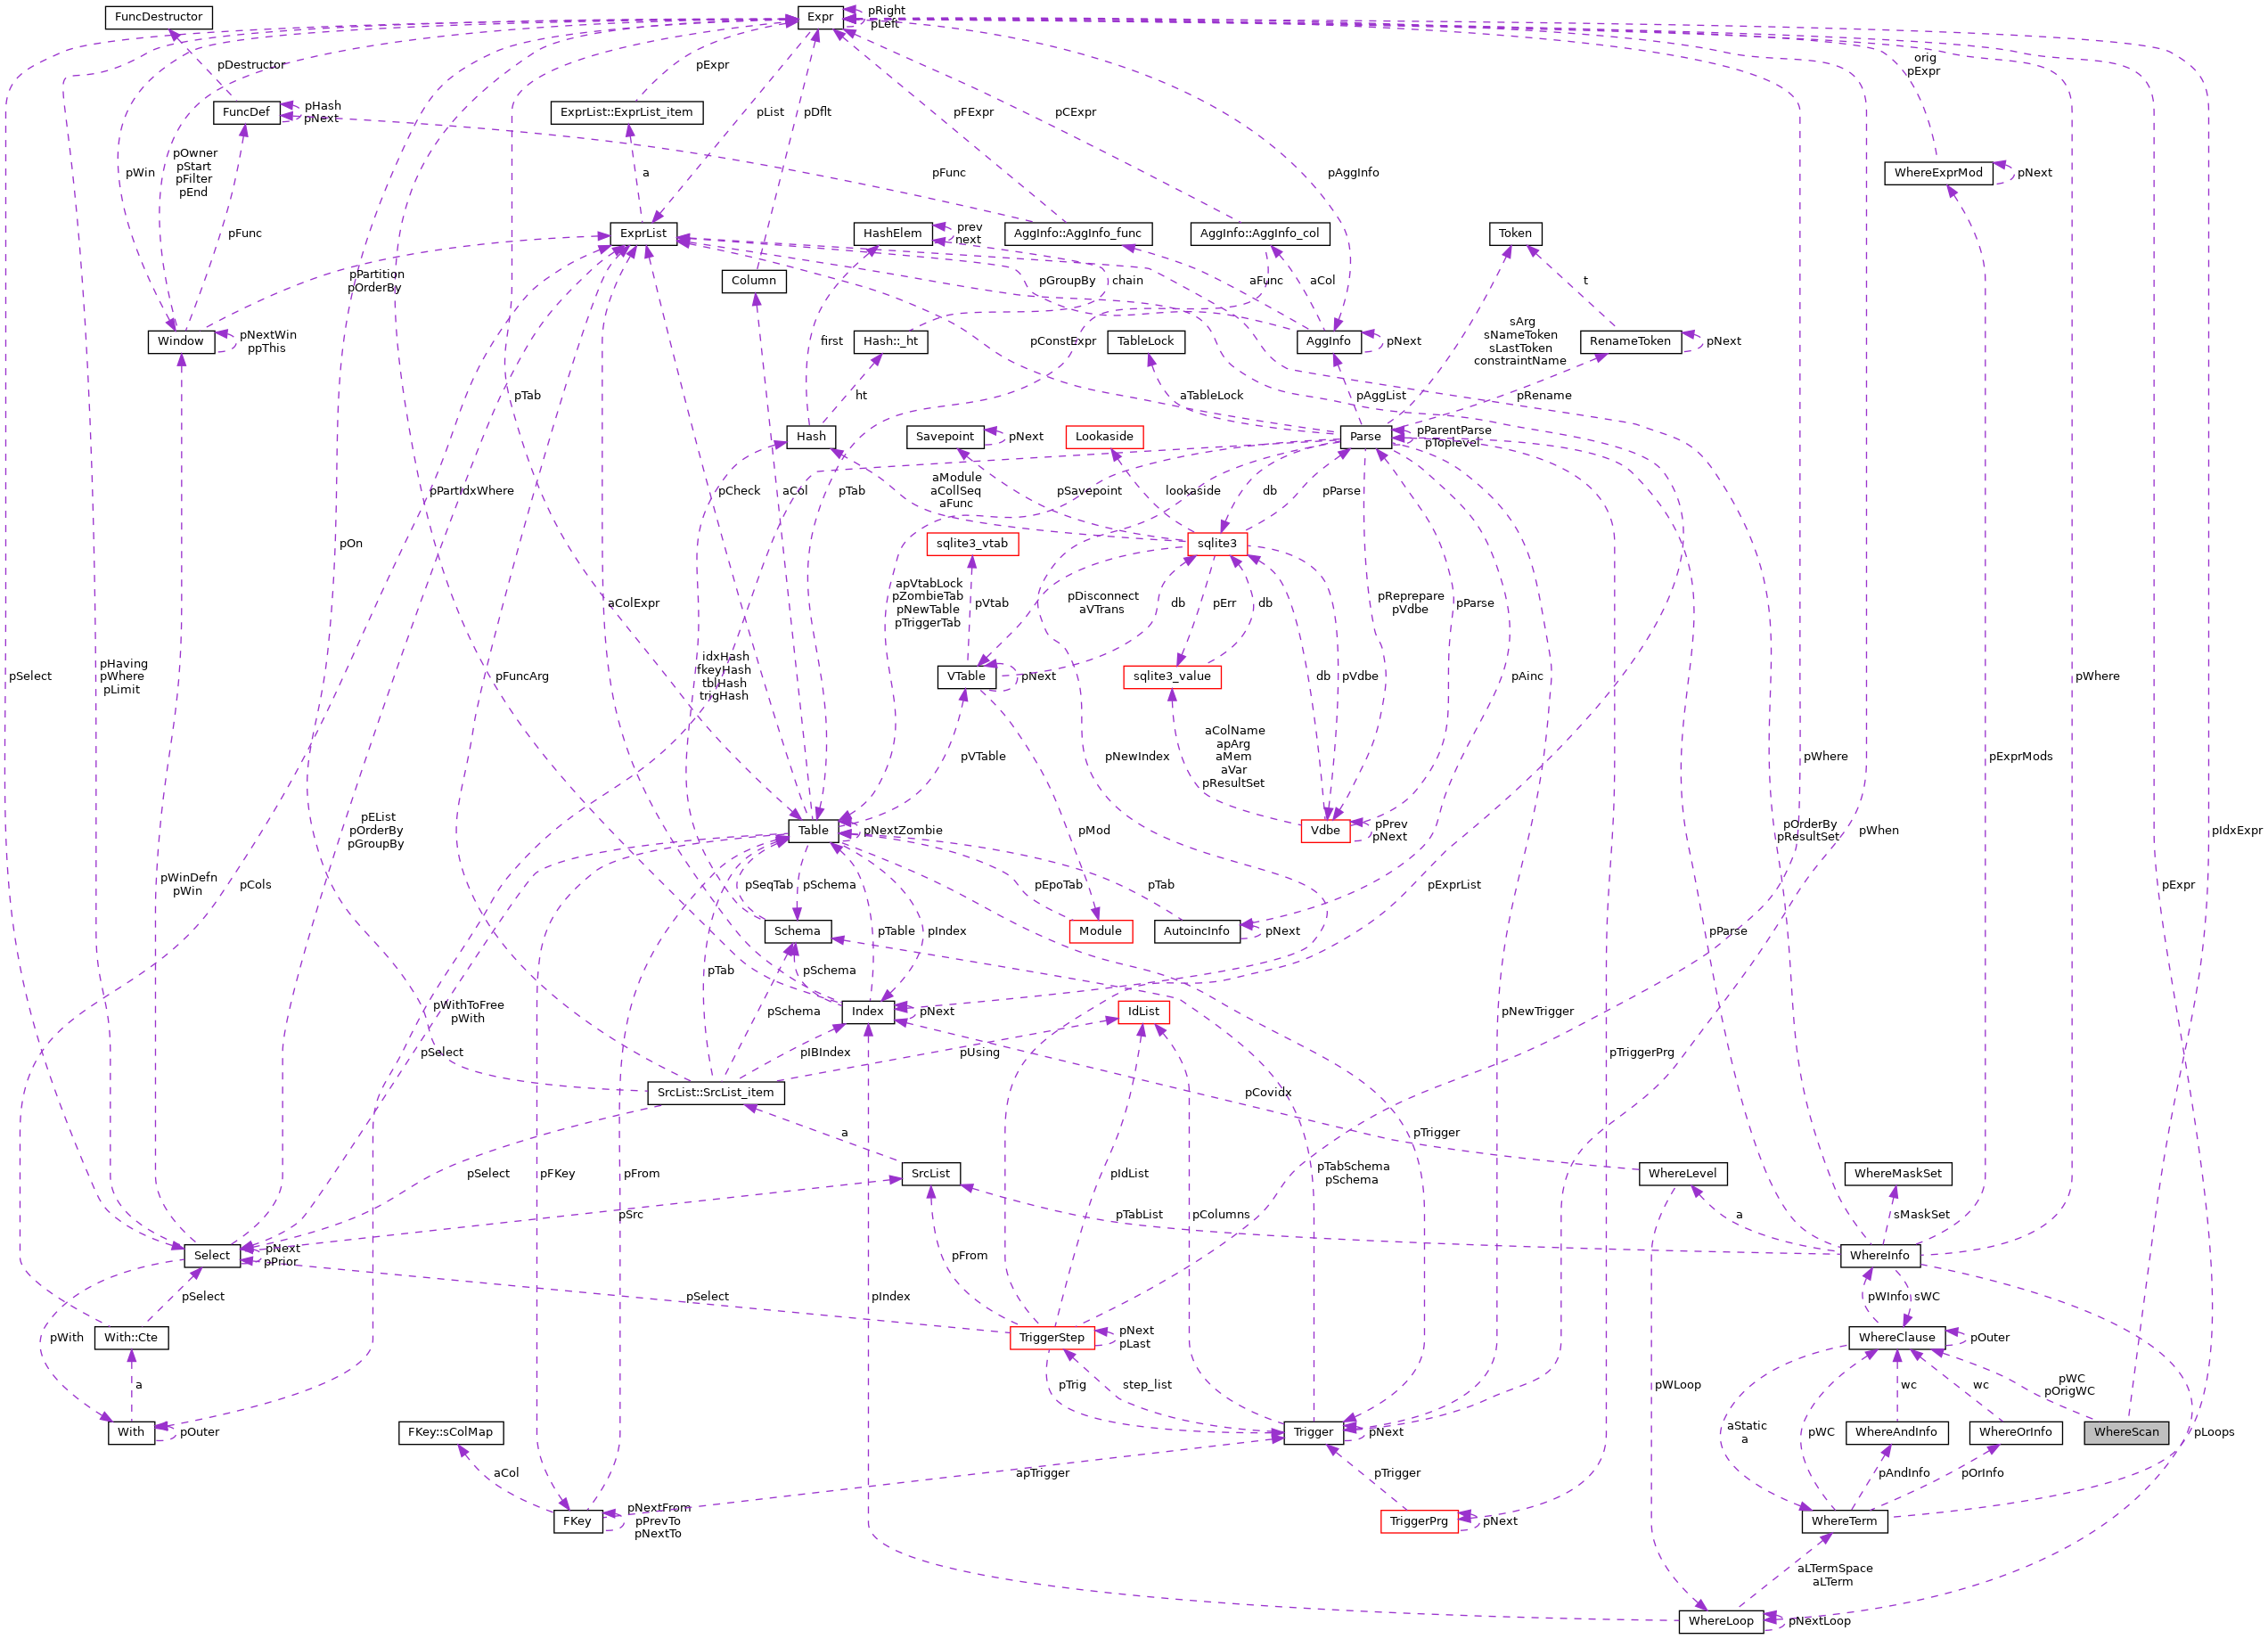 FuncDestructor
Expr
pRight
pLeft
pDestructor
pExpr
orig
pExpr
FuncDef
pHash
pNext
ExprList::ExprList_item
pList
pDflt
pFExpr
pCExpr
pOwner
pStart
pFilter
pEnd
pWin
a
pFunc
pAggInfo
WhereExprMod
pNext
pFunc
ExprList
HashElem
prev
next
AggInfo::AggInfo_func
AggInfo::AggInfo_col
Token
pPartition
pOrderBy
Column
pGroupBy
chain
aFunc
aCol
t
Window
pNextWin
ppThis
first
Hash::_ht
pConstExpr
TableLock
AggInfo
pNext
sArg
sNameToken
sLastToken
constraintName
RenameToken
pNext
pTab
ht
aTableLock
pAggList
pRename
Hash
Savepoint
pNext
Lookaside
Parse
pParentParse
pToplevel
pPartIdxWhere
pCheck
aCol
pTab
aModule
aCollSeq
aFunc
pSavepoint
lookaside
db
pParse
pOn
sqlite3_vtab
sqlite3
aColExpr
apVtabLock
pZombieTab
pNewTable
pTriggerTab
pVtab
pDisconnect
aVTrans
db
pErr
db
pReprepare
pVdbe
pParse
pSelect
pHaving
pWhere
pLimit
pFuncArg
idxHash
fkeyHash
tblHash
trigHash
VTable
pNext
sqlite3_value
db
pVdbe
pAinc
pWhere
pVTable
aColName
apArg
aMem
aVar
pResultSet
pNewIndex
pWhere
pExprMods
pEList
pOrderBy
pGroupBy
Table
pNextZombie
pMod
Vdbe
pPrev
pNext
pOrderBy
pResultSet
pWhen
pIdxExpr
pWinDefn
pWin
pCols
pSeqTab
pSchema
pEpoTab
pTab
pExprList
pExpr
Schema
pTable
pIndex
Module
AutoincInfo
pNext
pParse
pTab
pSchema
pWithToFree
pWith
pSchema
Index
pNext
IdList
pNewTrigger
pSelect
pIBIndex
pUsing
pTriggerPrg
SrcList::SrcList_item
pCovidx
a
pTrigger
pSelect
pFKey
pFrom
SrcList
pIdList
pTabSchema
pSchema
WhereLevel
WhereMaskSet
pSrc
pTabList
pColumns
a
sMaskSet
Select
pNext
pPrior
pFrom
WhereInfo
pSelect
pSelect
pIndex
pWInfo
sWC
pWith
With::Cte
TriggerStep
pNext
pLast
WhereClause
pOuter
a
pTrig
step_list
pWLoop
wc
wc
pWC
pOrigWC
With
pOuter
FKey::sColMap
Trigger
pNext
aStatic
a
pWC
WhereAndInfo
WhereOrInfo
WhereScan
pLoops
aCol
apTrigger
pTrigger
pAndInfo
pOrInfo
FKey
pNextFrom
pPrevTo
pNextTo
TriggerPrg
pNext
WhereTerm
aLTermSpace
aLTerm
WhereLoop
pNextLoop